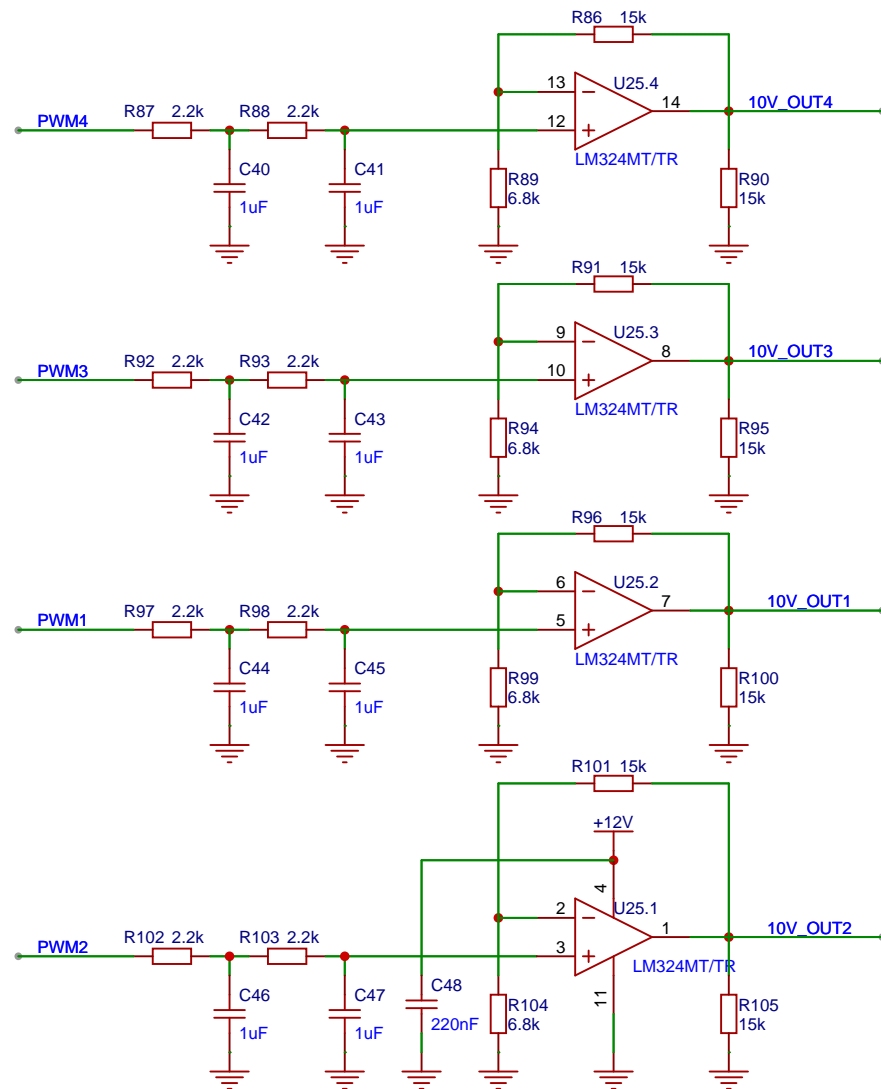 R86 15k
13
U25.4
14
10V_OUT4
PWM4
R87 2.2k
R88 2.2k
12
LM324MT/TR
C40
1uF
C41
1uF
R89
6.8k
R90
15k
R91 15k
9
U25.3
8
10V_OUT3
PWM3
R92 2.2k
R93 2.2k
10
LM324MT/TR
C42
1uF
C43
1uF
R94
6.8k
R95
15k
R96 15k
6
U25.2
7
10V_OUT1
PWM1
R97 2.2k
R98 2.2k
5
LM324MT/TR
C44
1uF
C45
1uF
R99
6.8k
R100
15k
R101 15k
+12V
4
2
U25.1
1
10V_OUT2
PWM2
R102 2.2k
R103 2.2k
3
LM324MT/TR
11
C46
1uF
C47
1uF
C48
220nF
R104
6.8k
R105
15k